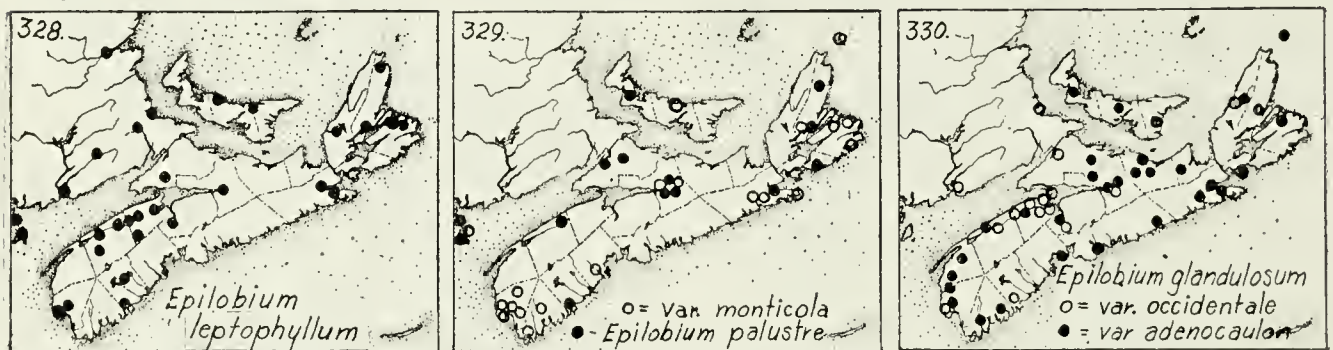 328.
Epilobium
leptophyllum
329.
o = var. monticola
● - Epilobium palustre
330.
Epilobium glandulosum
o = var. occidentale
● = var adenocaulon